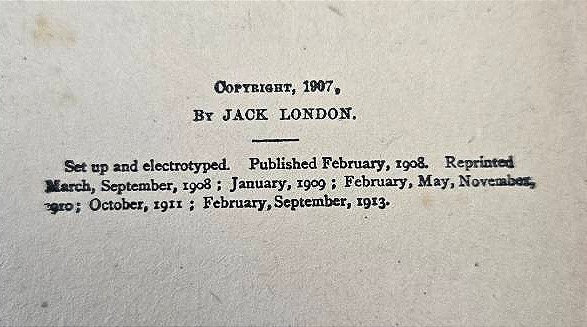 COPYRIGHT, 1907,
BY JACK LONDON.
Set up and electrotyped. Published February, 1908. Reprinted
March, September, 1908 ; January, 1909 ; February, May, November,
1910; October, 1911 ; February, September, 1913.